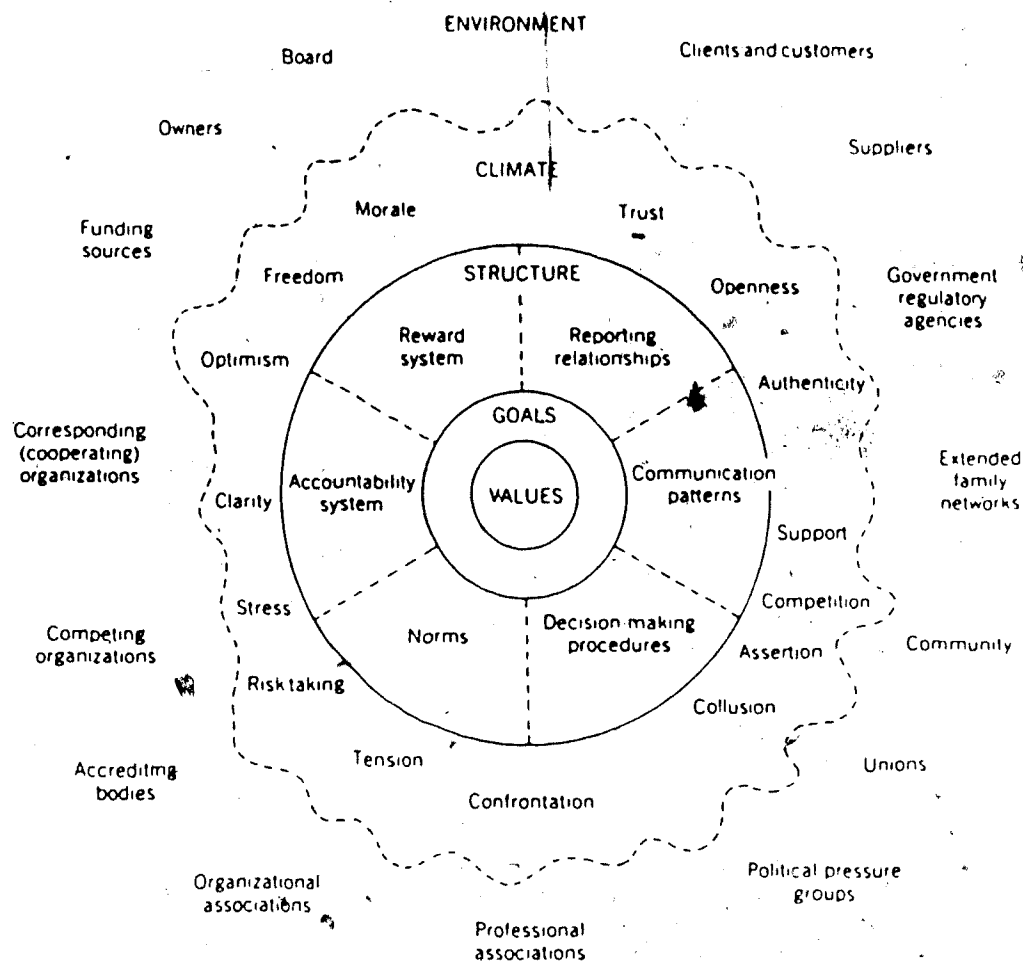 ENVIRONMENT
Board
Clients and customers
Owners
Suppliers
CLIMATE
Morale
Trust
Funding
sources
Freedom
STRUCTURE
Openness
Government
regulatory
agencies
Reward
system
Reporting
relationships
Optimism
Authenticity
GOALS
Corresponding
(cooperating)
organizations
Accountability
system
VALUES
Communication
patterns
Extended
family
networks
Clarity
Support
Stress
Competition
Norms
Decision-making
procedures
Competing
organizations
Assertion
Community
Risk taking
Collusion
Tension
Unions
Accrediting
bodies
Confrontation
Organizational
associations
Political pressure
groups
Professional
associations